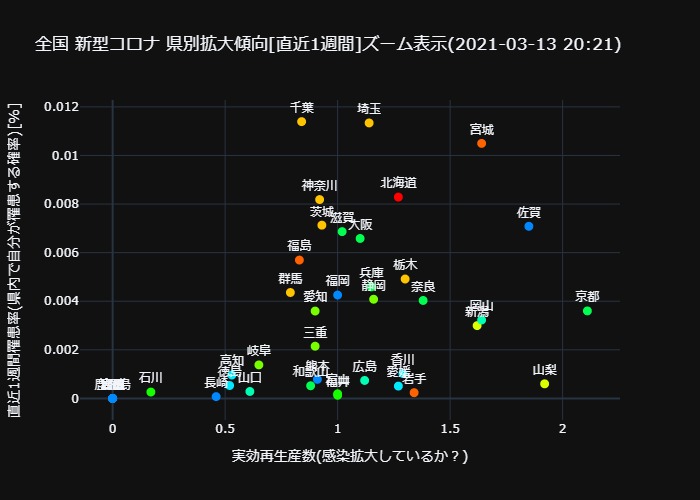 全国 新型コロナ 県別拡大傾向[直近1週間]ズーム表示(2021-03-13 20:21)
直近1週間罹患率(県内で自分が罹患する確率)[%]
0.012
0.01
0.008
0.006
0.004
0.002
0
千葉
埼玉
宮城
神奈川
北海道
茨城
滋賀
大阪
佐賀
福島
群馬
福岡
兵庫
静岡
栃木
奈良
愛知
岡山
新潟
京都
三重
岐阜
高知
徳島
石川
長崎
山口
熊本
和歌山
福井
広島
香川
愛媛
岩手
山梨
0
0.5
1
1.5
2
実効再生産数(感染拡大しているか？)